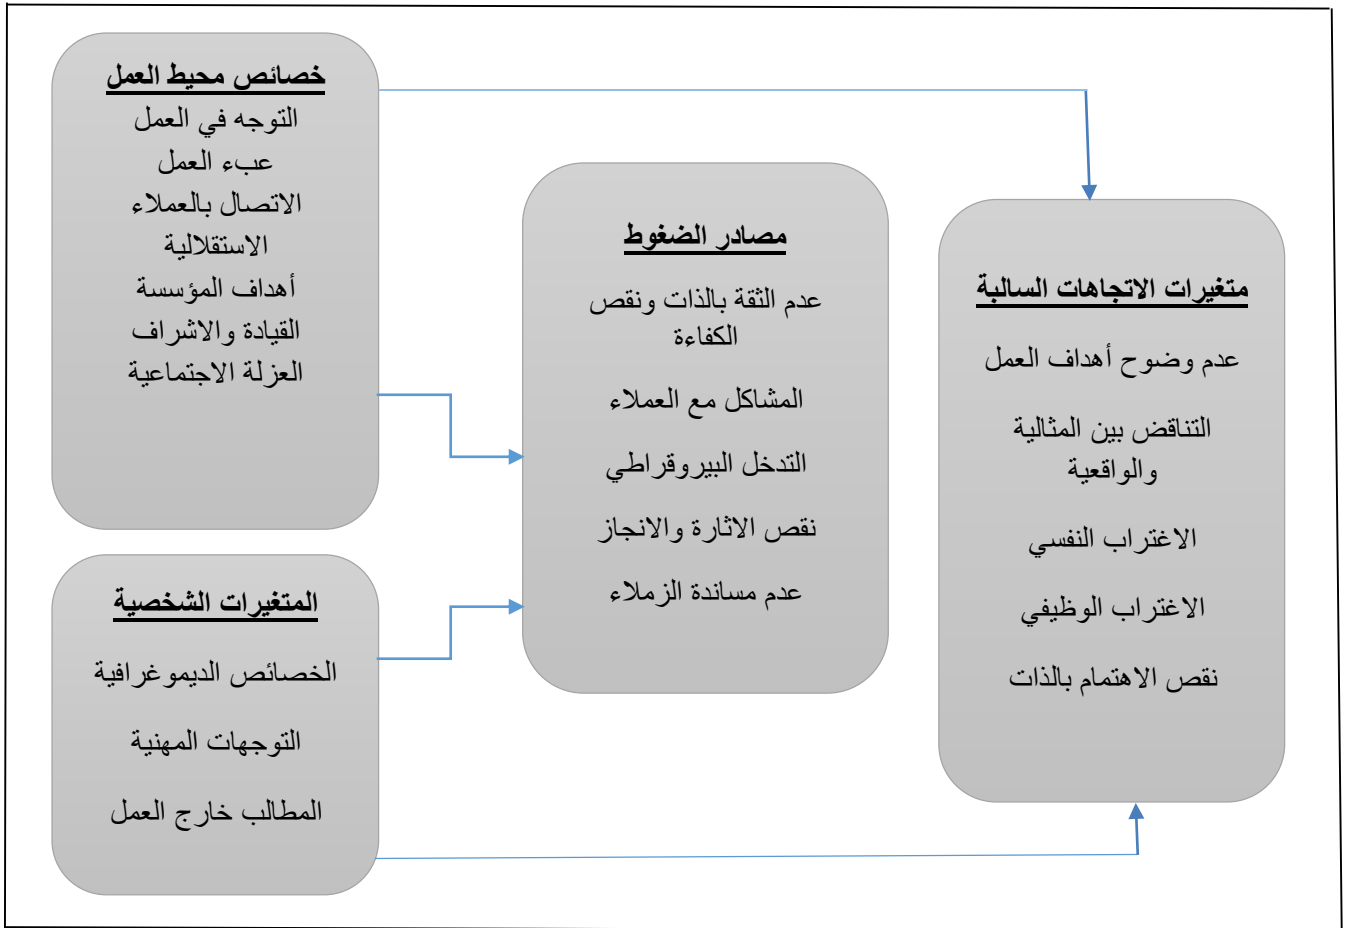 خصائص محيط العمل
التوجه في العمل
عبء العمل
الاتصال بالعملاء
الاستقلالية
أهداف المؤسسة
القيادة والاشراف
العزلة الاجتماعية
المتغيرات الشخصية
الخصائص الديموغرافية
التوجهات المهنية
المطالب خارج العمل
مصادر الضغوط
عدم الثقة بالذات ونقص
الكفاءة
المشاكل مع العملاء
التدخل البيروقراطي
نقص الاثارة والانجاز
عدم مساندة الزملاء
متغيرات الاتجاهات السالبة
عدم وضوح أهداف العمل
التناقض بين المثالية
والواقعية
الاغتراب النفسي
الاغتراب الوظيفي
نقص الاهتمام بالذات